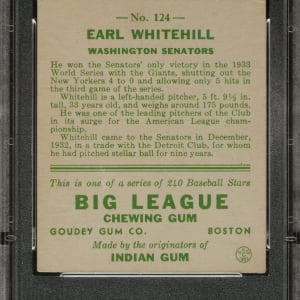 — No. 124 —
EARL WHITEHILL
WASHINGTON SENATORS
He won the Senators' only victory in the 1933
World Series with the Giants, shutting out the
New Yorkers 4 to 0 and allowing only 5 hits in
the third game of the series.
Whitehill is a left-handed pitcher, 5 ft. 9½ in.
tall, 33 years old, and weighs around 175 pounds.
He was one of the leading pitchers of the Club
in its surge for the American League cham-
pionship.
Whitehill came to the Senators in December,
1932, in a trade with the Detroit Club, for whom
he had pitched stellar ball for nine years.
This is one of a series of 240 Baseball Stars
BIG LEAGUE
CHEWING GUM
GOUDEY GUM CO. BOSTON
Made by the originators of
INDIAN GUM